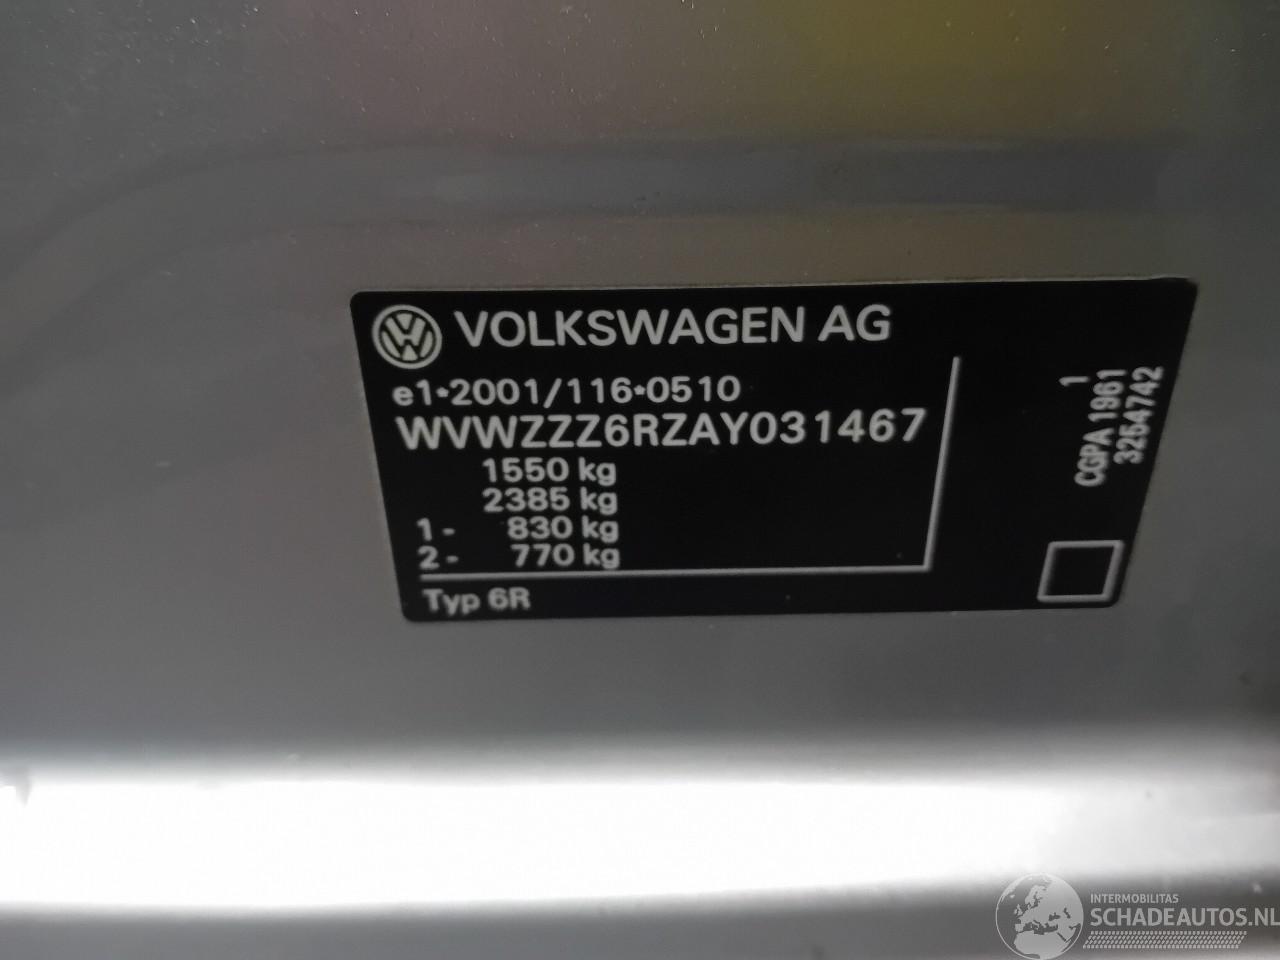 VOLKSWAGEN AG
e1*2001/116*0510
WVWZZZ6RZAY031467
1550 kg
2385 kg
1 - 830 kg
2 - 770 kg
Typ 6R
1
CGPA 1961
3254742
INTERMOBILITAS
SCHADEAUTOS.NL